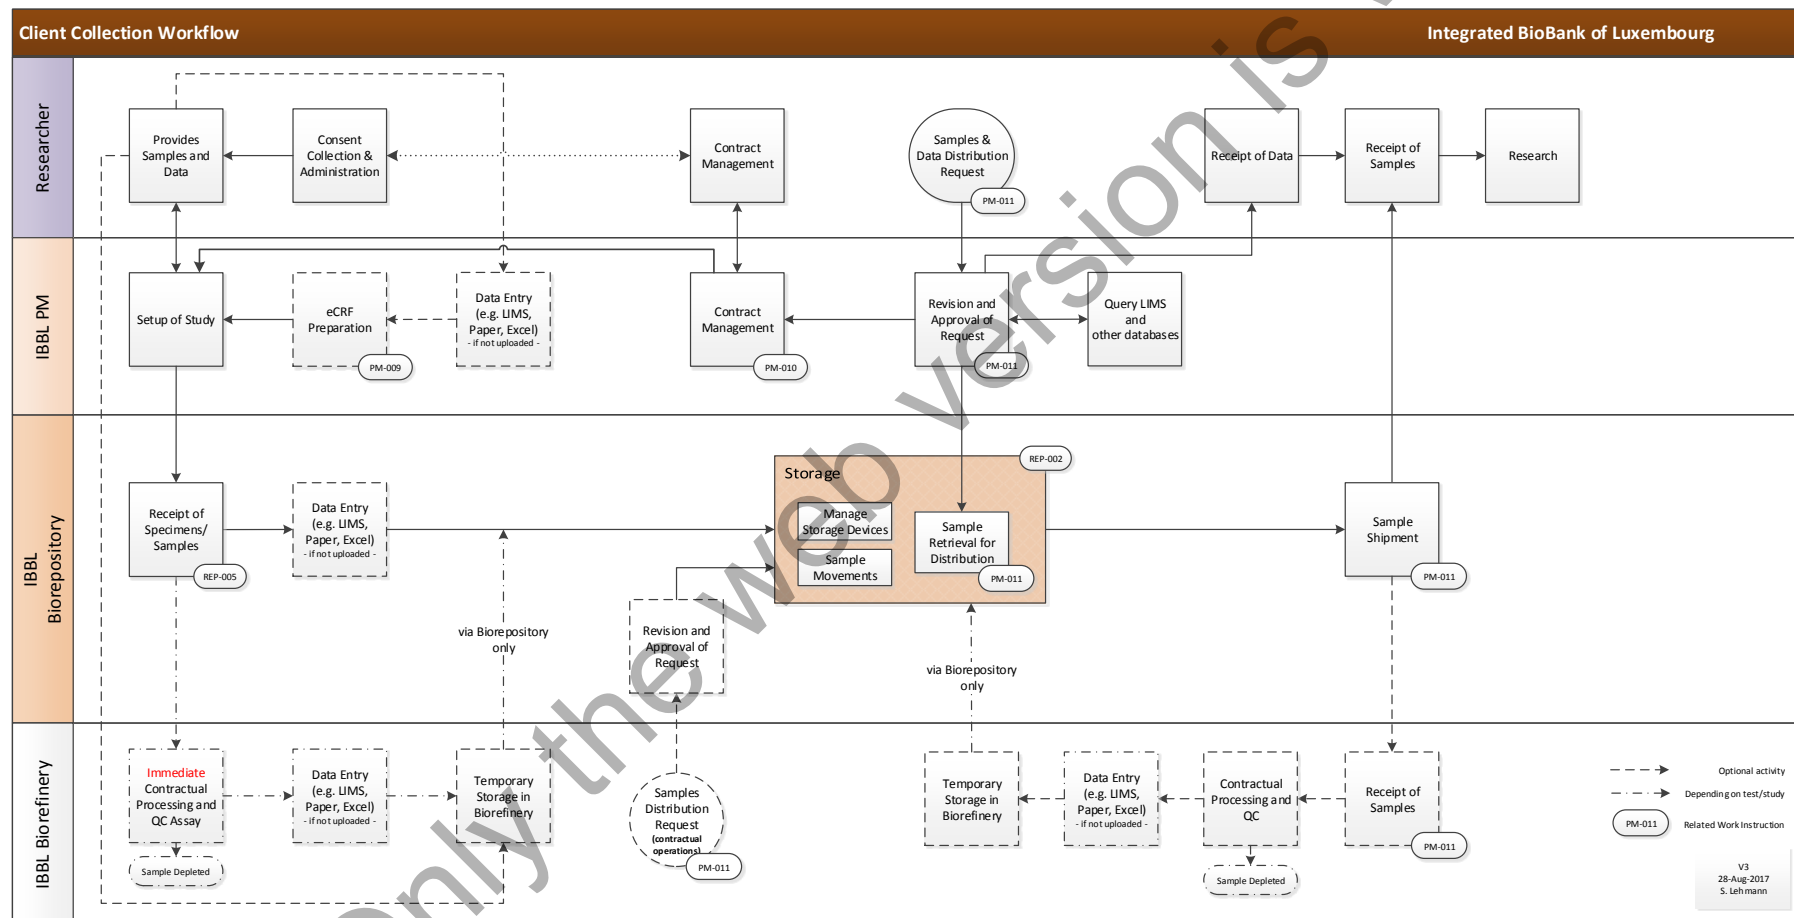 Client Collection Workflow
Integrated BioBank of Luxembourg
Researcher
Provides
Samples and
Data
Consent
Collection &
Administration
Contract
Management
Samples &
Data Distribution
Request
PM-011
Receipt of Data
Receipt of
Samples
Research
IBBL PM
Setup of Study
eCRF
Preparation
PM-009
Data Entry
(e.g. LIMS,
Paper, Excel)
- if not uploaded -
Contract
Management
PM-010
Revision and
Approval of
Request
PM-011
Query LIMS
and
other databases
IBBL
Biorepository
Receipt of
Specimens/
Samples
REP-005
Data Entry
(e.g. LIMS,
Paper, Excel)
- if not uploaded -
via Biorepository
only
Revision and
Approval of
Request
Storage
REP-002
Manage
Storage Devices
Sample
Movements
Sample
Retrieval for
Distribution
PM-011
via Biorepository
only
Sample
Shipment
PM-011
IBBL Biorefinery
Immediate
Contractual
Processing and
QC Assay
Sample Depleted
Data Entry
(e.g. LIMS,
Paper, Excel)
- if not uploaded -
Temporary
Storage in
Biorefinery
Samples
Distribution
Request
(contractual
operations)
PM-011
Temporary
Storage in
Biorefinery
Data Entry
(e.g. LIMS,
Paper, Excel)
- if not uploaded -
Contractual
Processing and
QC
Sample Depleted
Receipt of
Samples
PM-011
Optional activity
Depending on test/study
PM-011
Related Work Instruction
V3
28-Aug-2017
S. Lehmann
Only the web version is